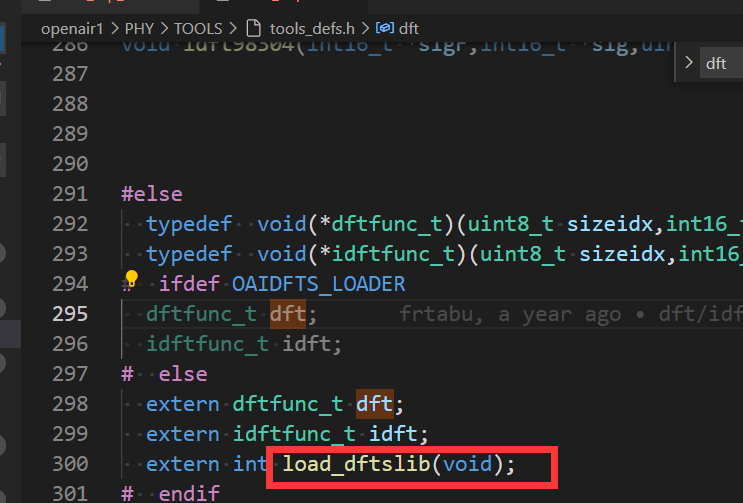 openair1 > PHY > TOOLS > tools_defs.h > dft
286 void idft98304(int16_t *sigF,int16_t *sig,ui
dft
287
288
289
290
291 #else
292 typedef void(*dftfunc_t)(uint8_t sizeidx,int16_t
293 typedef void(*idftfunc_t)(uint8_t sizeidx,int16_
294 # ifdef OAIDFTS_LOADER
295 dftfunc_t dft; frtabu, a year ago • dft/idf
296 idftfunc_t idft;
297 # else
298 extern dftfunc_t dft;
299 extern idftfunc_t idft;
300 extern int load_dftslib(void);
301 # endif